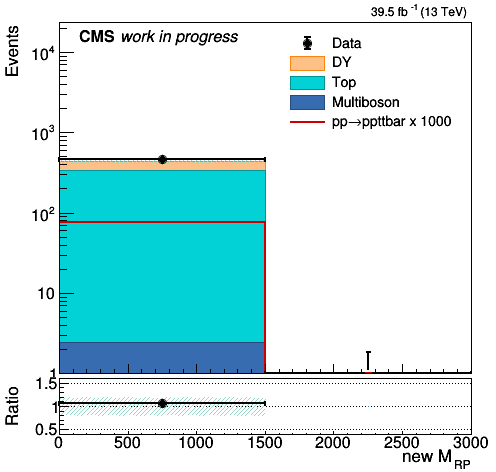 39.5 fb⁻¹ (13 TeV)
CMS work in progress
Events
10⁴
10³
10²
10
1
Data
DY
Top
Multiboson
pp→ppttbar x 1000
Ratio
1.5
1
0.5
0 500 1000 1500 2000 2500 3000
new M_RP